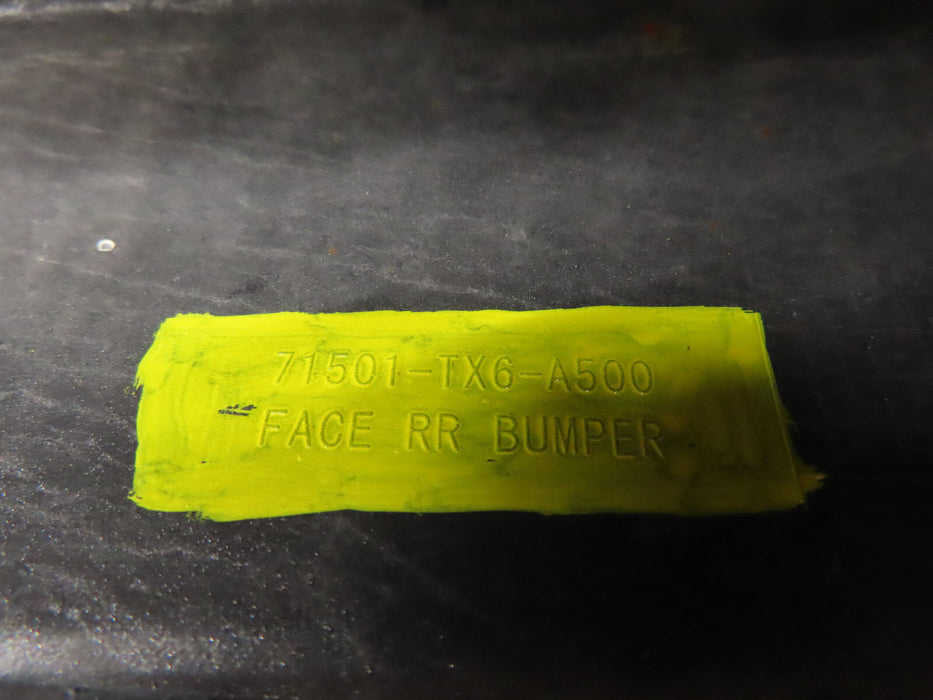 71501-TX6-A500
FACE RR BUMPER